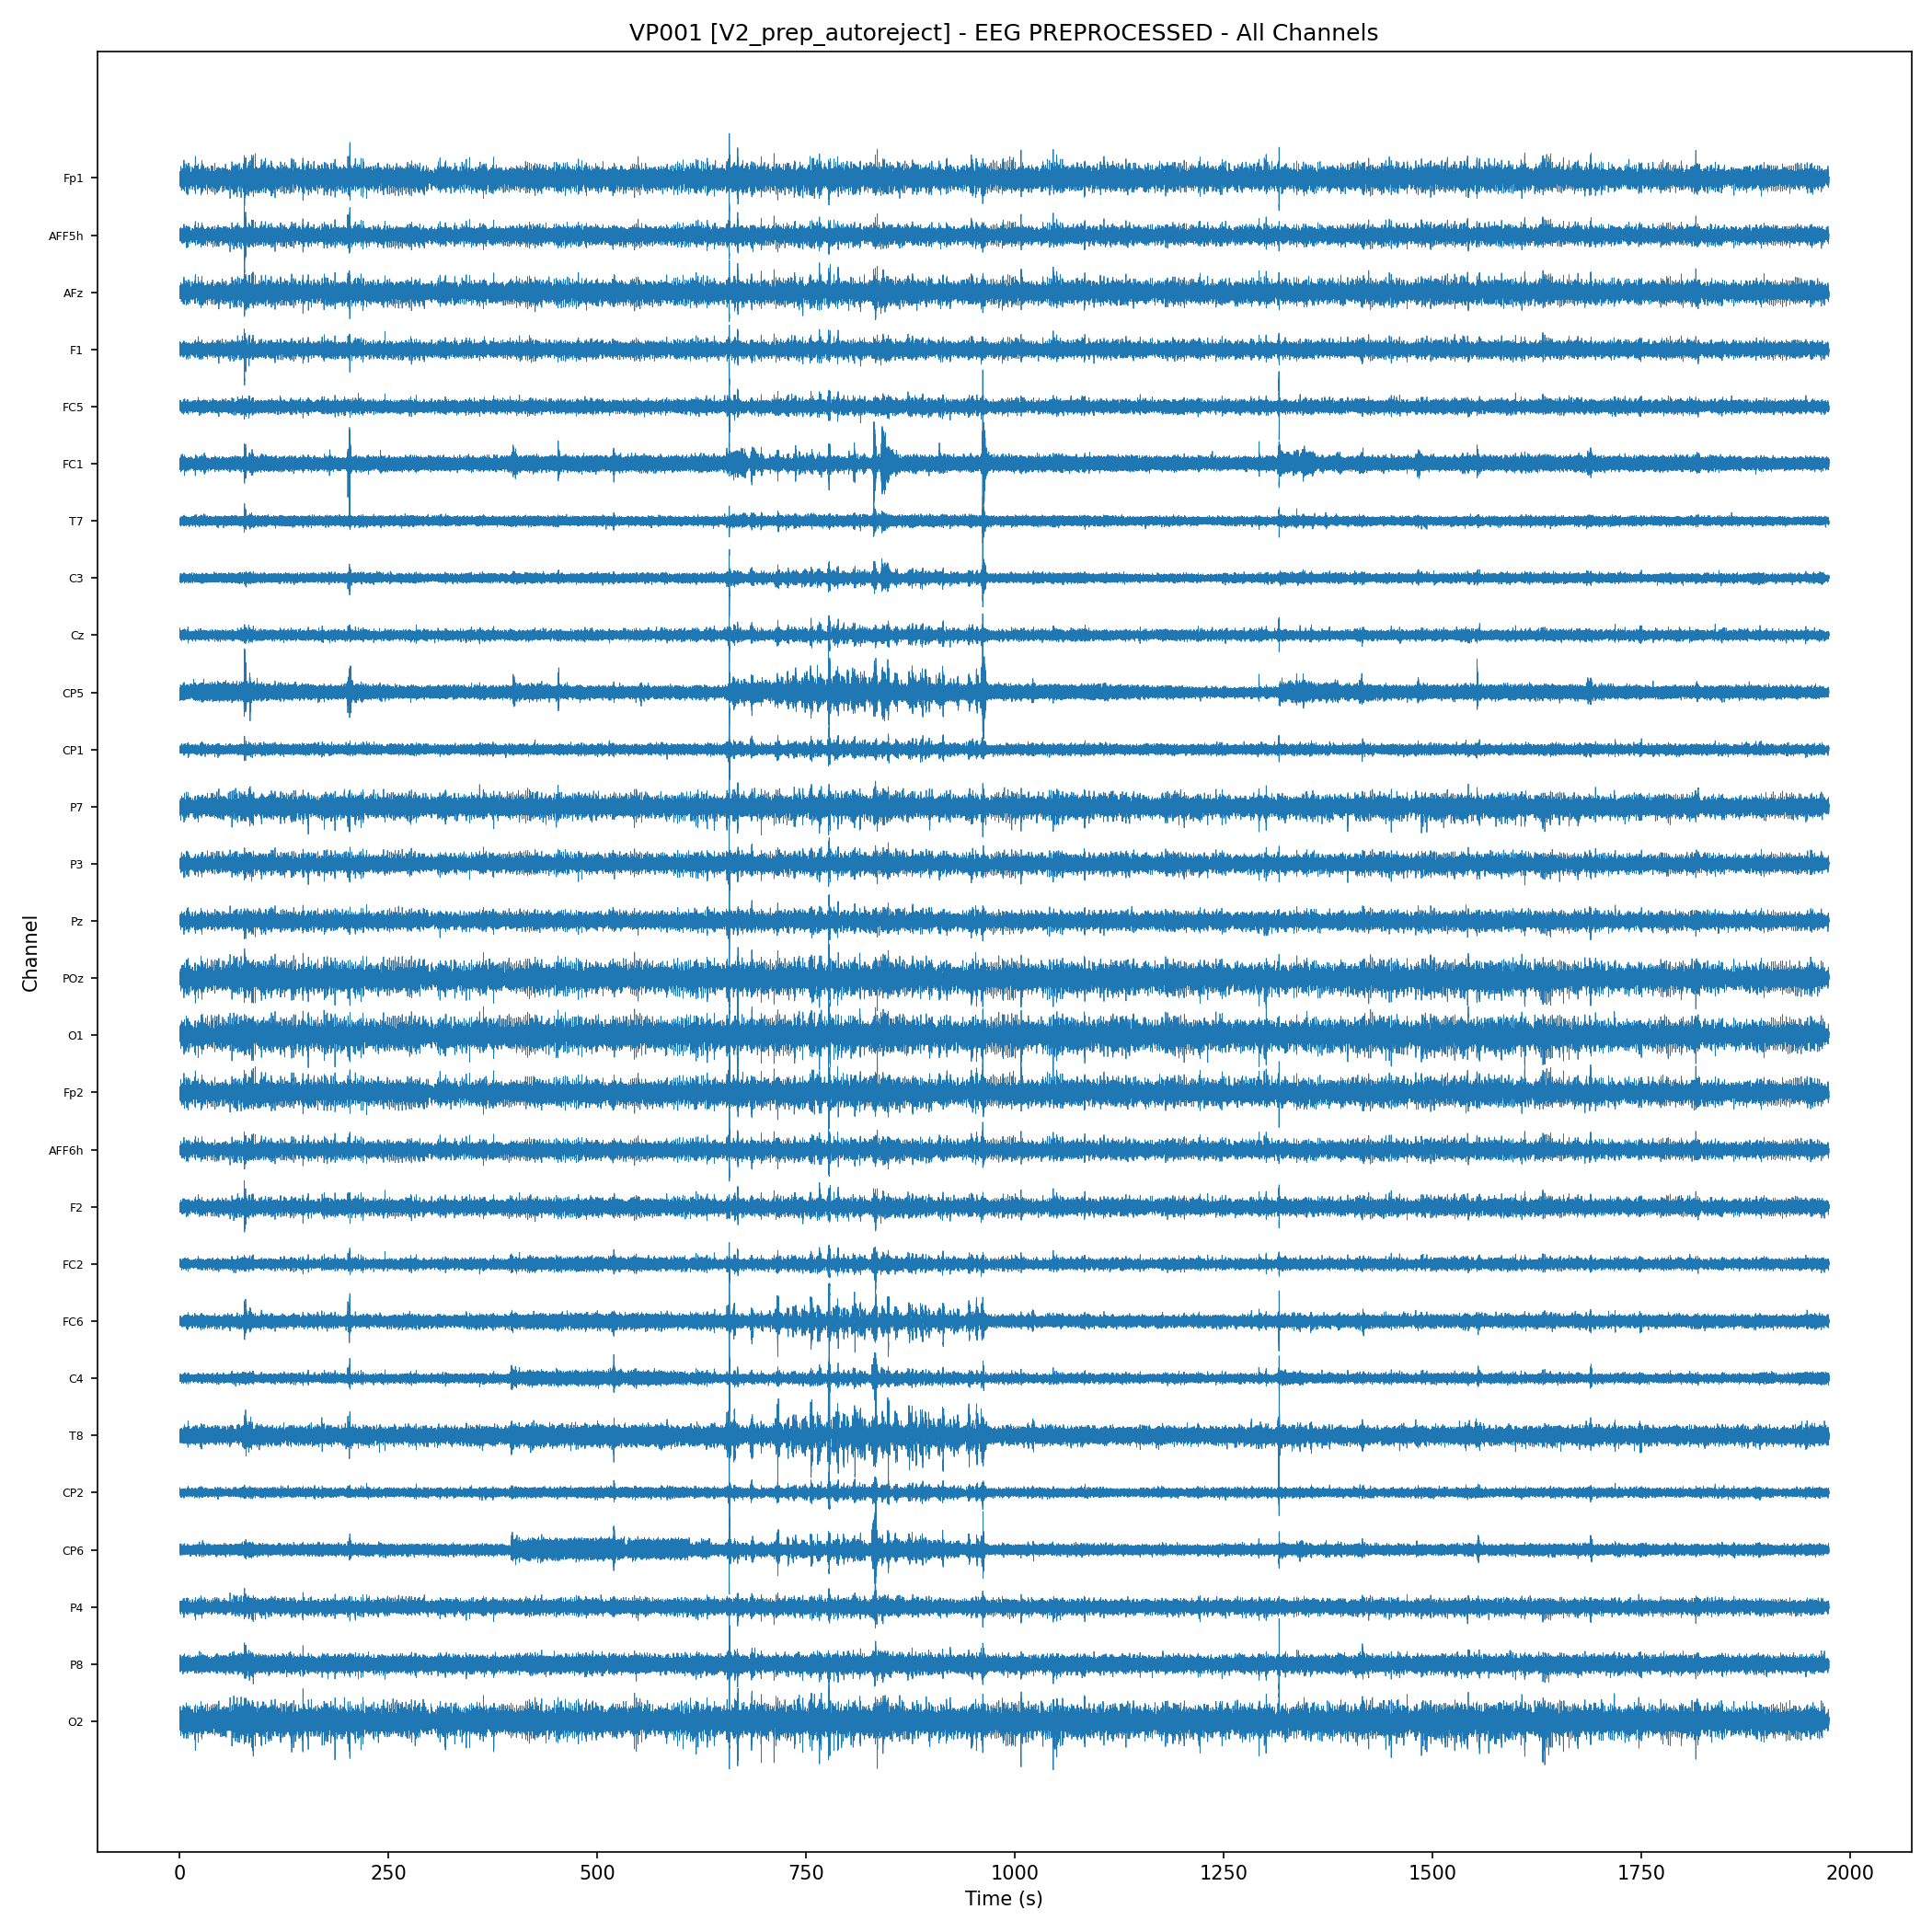 VP001 [V2_prep_autoreject] - EEG PREPROCESSED - All Channels
Channel
Fp1
AFF5h
AFz
F1
FC5
FC1
T7
C3
Cz
CP5
CP1
P7
P3
Pz
POz
O1
Fp2
AFF6h
F2
FC2
FC6
C4
T8
CP2
CP6
P4
P8
O2
0 250 500 750 1000 1250 1500 1750 2000
Time (s)